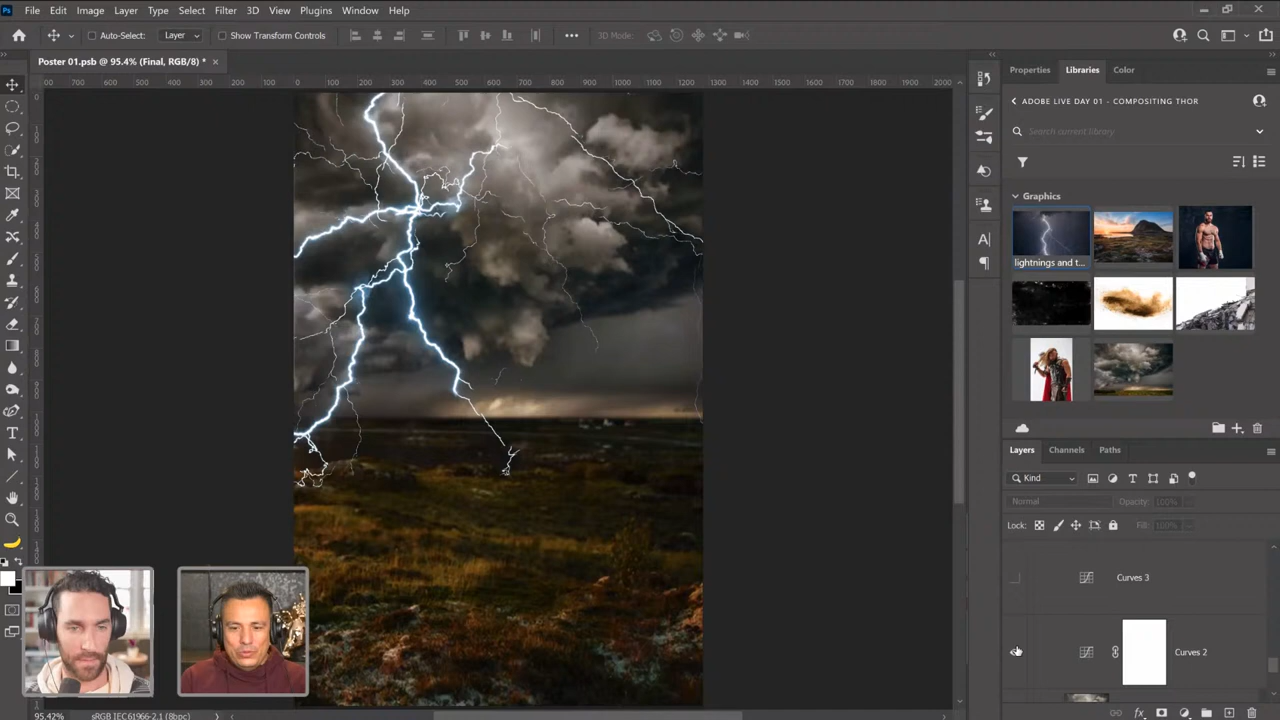 Ps File Edit Image Layer Type Select Filter 3D View Plugins Window Help
Auto-Select: Layer Show Transform Controls 3D Mode:
Poster 01.psb @ 95.4% (Final, RGB/8) *
Properties Libraries Color
ADOBE LIVE DAY 01 - COMPOSITING THOR
Search current library
Graphics
lightnings and t...
Layers Channels Paths
Kind
Normal Opacity: 100%
Lock: Fill: 100%
Curves 3
Curves 2
95.42% sRGB IEC61966-2.1 (8bpc)